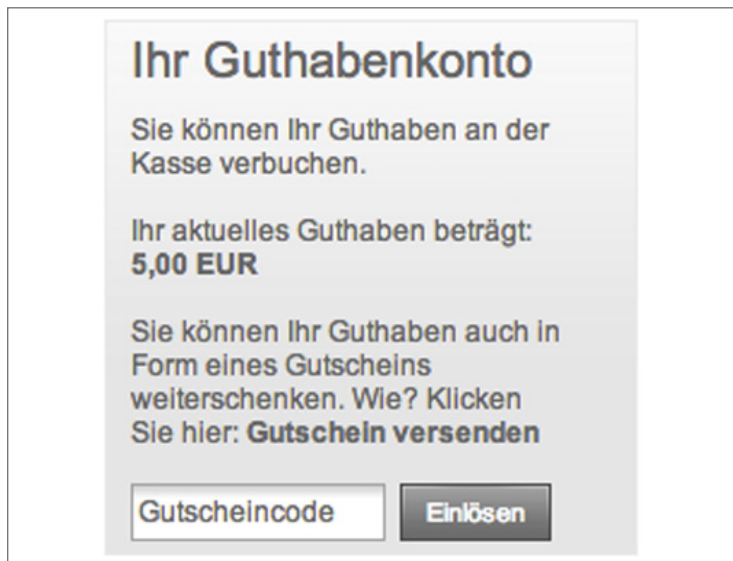 Ihr Guthabenkonto
Sie können Ihr Guthaben an der
Kasse verbuchen.
Ihr aktuelles Guthaben beträgt:
5,00 EUR
Sie können Ihr Guthaben auch in
Form eines Gutscheins
weiterschenken. Wie? Klicken
Sie hier: Gutschein versenden
Gutscheincode Einlösen